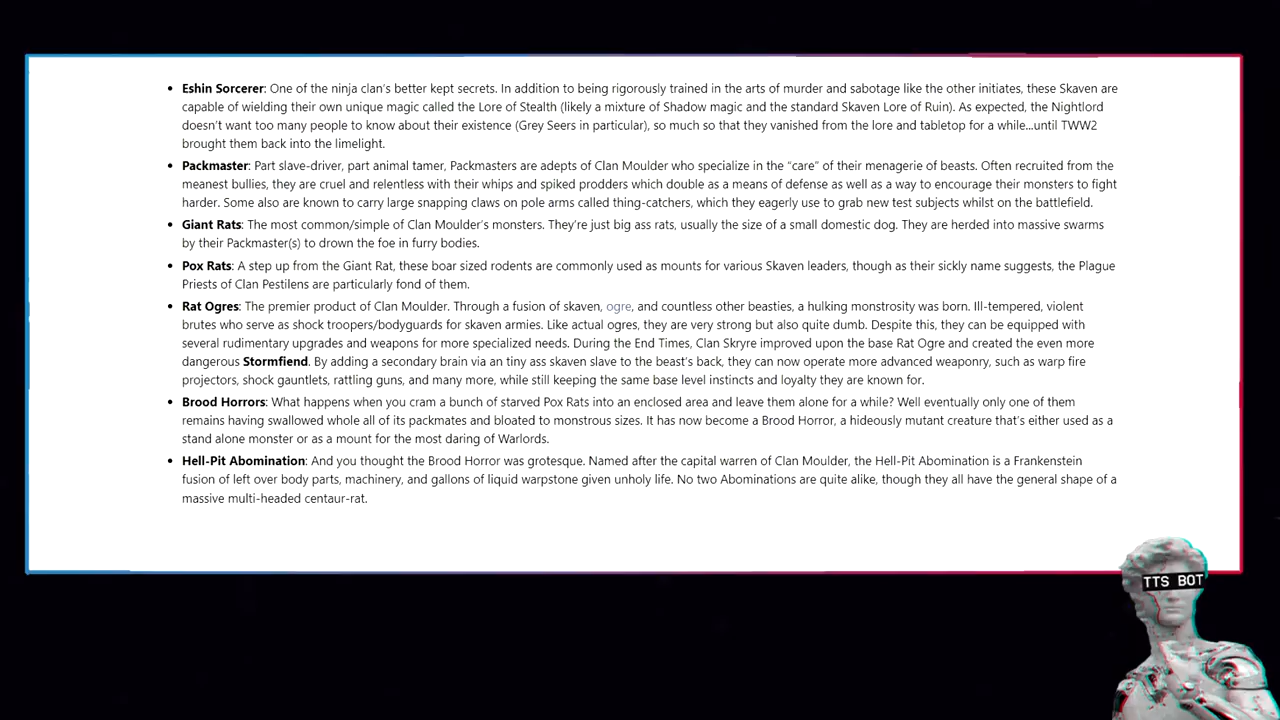 • Eshin Sorcerer: One of the ninja clan's better kept secrets. In addition to being rigorously trained in the arts of murder and sabotage like the other initiates, these Skaven are
capable of wielding their own unique magic called the Lore of Stealth (likely a mixture of Shadow magic and the standard Skaven Lore of Ruin). As expected, the Nightlord
doesn't want too many people to know about their existence (Grey Seers in particular), so much so that they vanished from the lore and tabletop for a while...until TWW2
brought them back into the limelight.
• Packmaster: Part slave-driver, part animal tamer, Packmasters are adepts of Clan Moulder who specialize in the “care” of their menagerie of beasts. Often recruited from the
meanest bullies, they are cruel and relentless with their whips and spiked prodders which double as a means of defense as well as a way to encourage their monsters to fight
harder. Some also are known to carry large snapping claws on pole arms called thing-catchers, which they eagerly use to grab new test subjects whilst on the battlefield.
• Giant Rats: The most common/simple of Clan Moulder's monsters. They're just big ass rats, usually the size of a small domestic dog. They are herded into massive swarms
by their Packmaster(s) to drown the foe in furry bodies.
• Pox Rats: A step up from the Giant Rat, these boar sized rodents are commonly used as mounts for various Skaven leaders, though as their sickly name suggests, the Plague
Priests of Clan Pestilens are particularly fond of them.
• Rat Ogres: The premier product of Clan Moulder. Through a fusion of skaven, ogre, and countless other beasties, a hulking monstrosity was born. Ill-tempered, violent
brutes who serve as shock troopers/bodyguards for skaven armies. Like actual ogres, they are very strong but also quite dumb. Despite this, they can be equipped with
several rudimentary upgrades and weapons for more specialized needs. During the End Times, Clan Skryre improved upon the base Rat Ogre and created the even more
dangerous Stormfiend. By adding a secondary brain via an tiny ass skaven slave to the beast's back, they can now operate more advanced weaponry, such as warp fire
projectors, shock gauntlets, rattling guns, and many more, while still keeping the same base level instincts and loyalty they are known for.
• Brood Horrors: What happens when you cram a bunch of starved Pox Rats into an enclosed area and leave them alone for a while? Well eventually only one of them
remains having swallowed whole all of its packmates and bloated to monstrous sizes. It has now become a Brood Horror, a hideously mutant creature that's either used as a
stand alone monster or as a mount for the most daring of Warlords.
• Hell-Pit Abomination: And you thought the Brood Horror was grotesque. Named after the capital warren of Clan Moulder, the Hell-Pit Abomination is a Frankenstein
fusion of left over body parts, machinery, and gallons of liquid warpstone given unholy life. No two Abominations are quite alike, though they all have the general shape of a
massive multi-headed centaur-rat.
TTS BOT